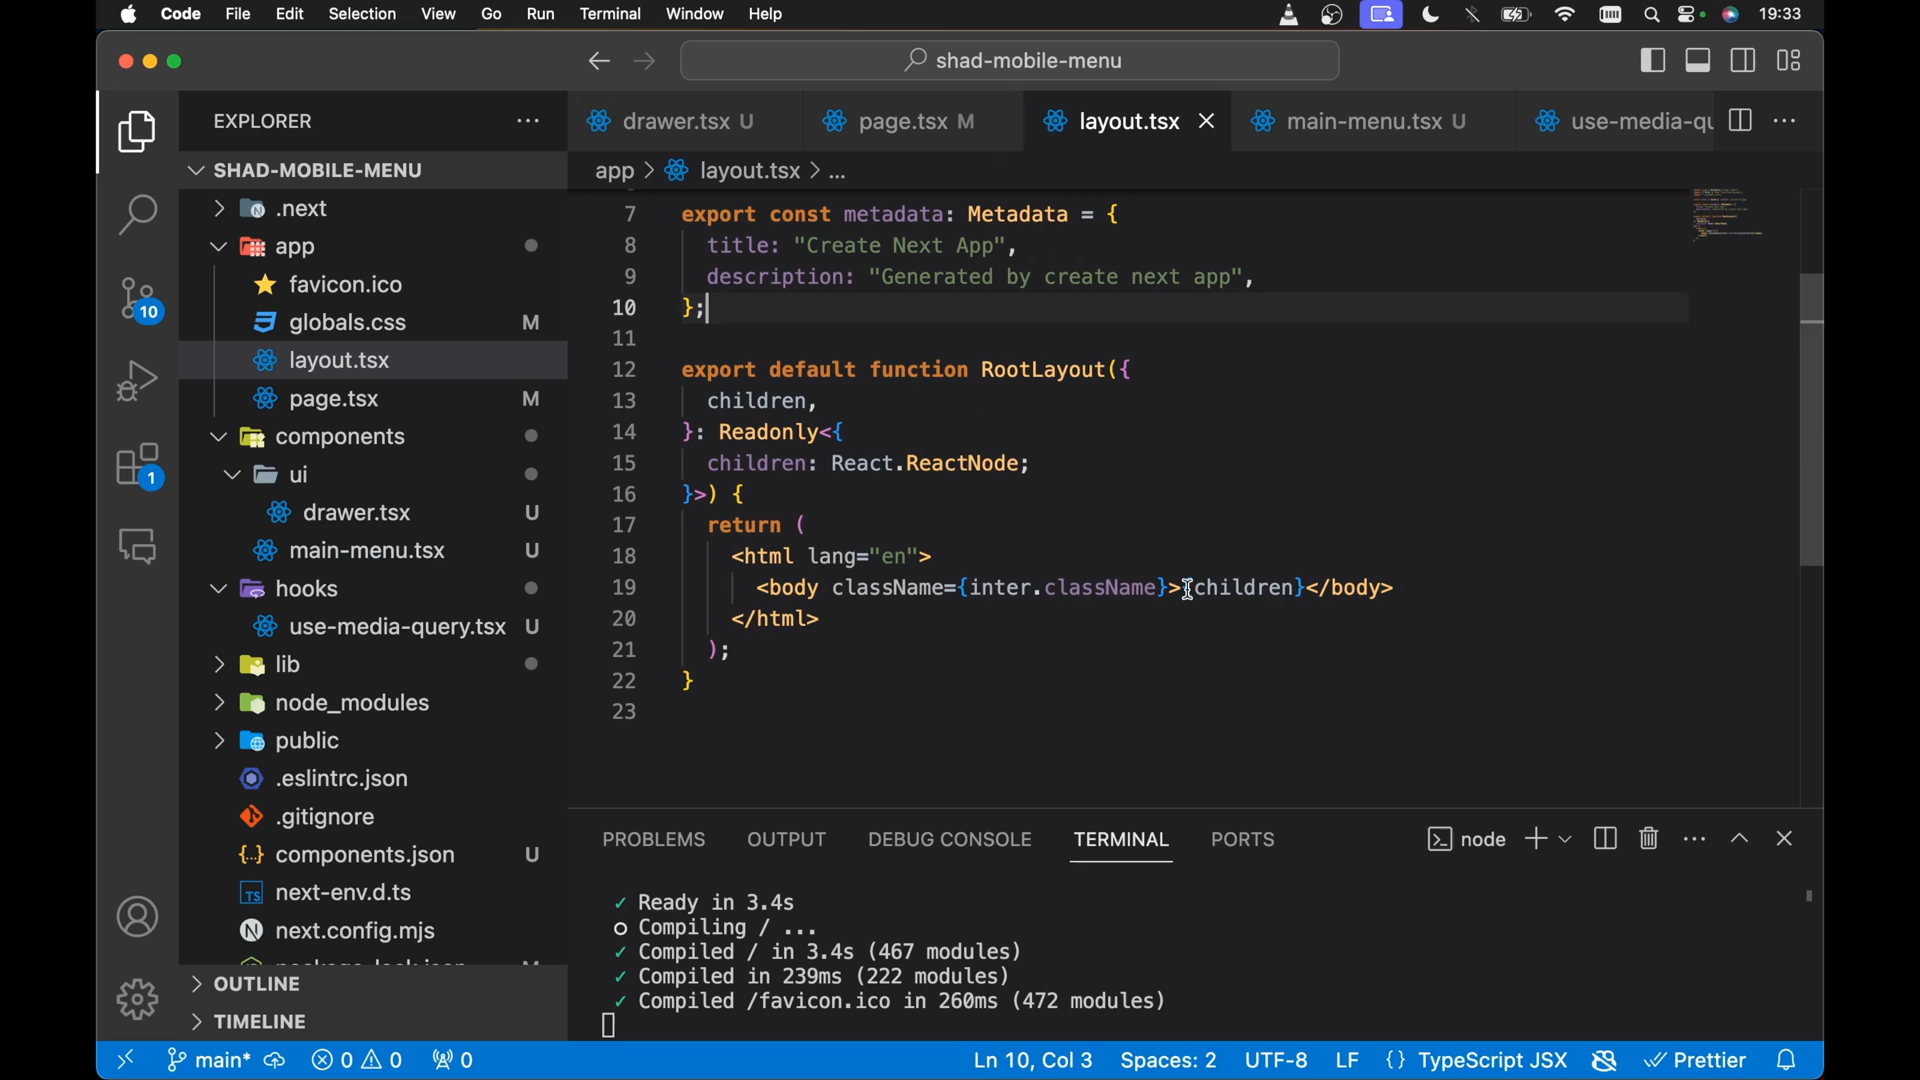 Code File Edit Selection View Go Run Terminal Window Help 19:33
shad-mobile-menu
EXPLORER
drawer.tsx U page.tsx M layout.tsx main-menu.tsx U use-media-qu
SHAD-MOBILE-MENU
app > layout.tsx > ...
.next
app
favicon.ico
globals.css M
layout.tsx
page.tsx M
components
ui
drawer.tsx U
main-menu.tsx U
hooks
use-media-query.tsx U
lib
node_modules
public
.eslintrc.json
.gitignore
components.json U
next-env.d.ts
next.config.mjs
OUTLINE
TIMELINE
10
1
7 export const metadata: Metadata = {
8 title: "Create Next App",
9 description: "Generated by create next app",
10 };
11
12 export default function RootLayout({
13 children,
14 }: Readonly<{
15 children: React.ReactNode;
16 }>) {
17 return (
18 <html lang="en">
19 <body className={inter.className}>{children}</body>
20 </html>
21 );
22 }
23
PROBLEMS OUTPUT DEBUG CONSOLE TERMINAL PORTS node
✓ Ready in 3.4s
○ Compiling / ...
✓ Compiled / in 3.4s (467 modules)
✓ Compiled in 239ms (222 modules)
✓ Compiled /favicon.ico in 260ms (472 modules)
main* 0 0 0 Ln 10, Col 3 Spaces: 2 UTF-8 LF {} TypeScript JSX Prettier